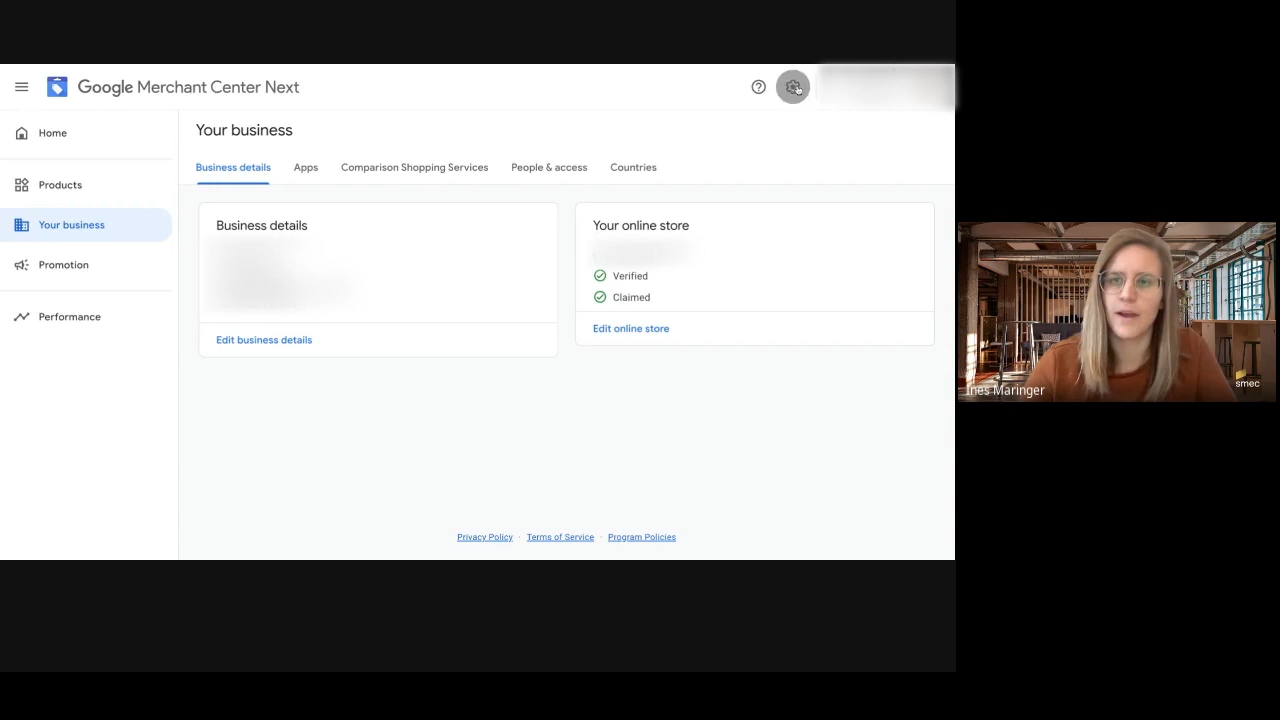 Google Merchant Center Next
Home
Products
Your business
Promotion
Performance
Your business
Business details
Apps
Comparison Shopping Services
People & access
Countries
Business details
Edit business details
Your online store
Verified
Claimed
Edit online store
Privacy Policy · Terms of Service · Program Policies
Ines Maringer
smec